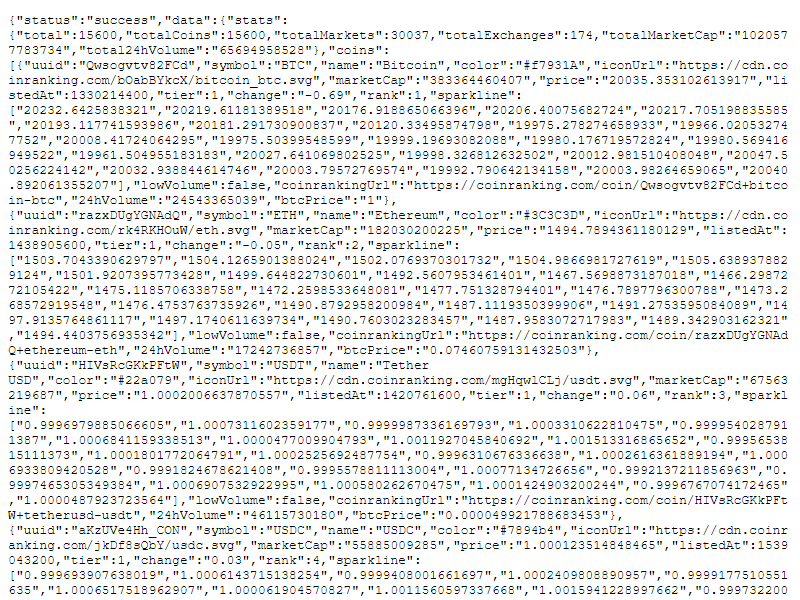 {"status":"success","data":{"stats":
{"total":15600,"totalCoins":15600,"totalMarkets":30037,"totalExchanges":174,"totalMarketCap":"102057
7783734","total24hVolume":"65694958528"},"coins":
[{"uuid":"Qwsogvtv82FCd","symbol":"BTC","name":"Bitcoin","color":"#f7931A","iconUrl":"https://cdn.co
inranking.com/bOabBYkcX/bitcoin_btc.svg","marketCap":"383364460407","price":"20035.353102613917","li
stedAt":1330214400,"tier":1,"change":"-0.69","rank":1,"sparkline":
["20232.6425838321","20219.61181389518","20176.918865066396","20206.40075682724","20217.705198835585
","20193.117741593986","20181.291730900837","20120.33495874798","19975.278274658933","19966.02053274
7752","20008.41724064295","19975.50399548599","19999.19693082088","19980.176719572824","19980.569416
949522","19961.504955183183","20027.641069802525","19998.326812632502","20012.981510408048","20047.5
50256224142","20032.938844614746","20003.79572769574","19992.790642134158","20003.98264659065","20040
.892061355207"],"lowVolume":false,"coinrankingUrl":"https://coinranking.com/coin/Qwsogvtv82FCd+bitco
in-btc","24hVolume":"24543365039","btcPrice":"1"},
{"uuid":"razxDUgYGNAdQ","symbol":"ETH","name":"Ethereum","color":"#3C3C3D","iconUrl":"https://cdn.co
inranking.com/rk4RKHOuW/eth.svg","marketCap":"182030200225","price":"1494.7894361180129","listedAt":
1438905600,"tier":1,"change":"-0.05","rank":2,"sparkline":
["1503.7043390629797","1504.1265901388024","1502.0769370301732","1504.9866981727619","1505.638937882
9124","1501.9207395773428","1499.644822730601","1492.5607953461401","1467.5698873187018","1466.29872
72105422","1475.1185706338758","1472.2598533648081","1477.751328794401","1476.7897796300788","1473.2
68572919548","1476.4753763735926","1490.8792958200984","1487.1119350399906","1491.2753595084089","149
7.9135764861117","1497.1740611639734","1490.7603023283457","1487.9583072717983","1489.342903162321"
,"1494.4403756935342"],"lowVolume":false,"coinrankingUrl":"https://coinranking.com/coin/razxDUgYGNAd
Q+ethereum-eth","24hVolume":"17242736857","btcPrice":"0.07460759131432503"},
{"uuid":"HIVsRcGKkPFtW","symbol":"USDT","name":"Tether
USD","color":"#22a079","iconUrl":"https://cdn.coinranking.com/mgHqwlCLj/usdt.svg","marketCap":"67563
219687","price":"1.0002006637870557","listedAt":1420761600,"tier":1,"change":"0.06","rank":3,"sparkl
ine":
["0.9996979885066605","1.0007311602359177","0.9999987336169793","1.0003310622810475","0.999954028791
1387","1.0006841159338513","1.0000477009904793","1.0011927045840692","1.001513316865652","0.99956538
15111373","1.0001801772064791","1.0002525692487754","0.9996310676336638","1.0002616361889194","1.000
6933809420528","0.9991824678621408","0.9995578811113004","1.00077134726656","0.9992137211856963","0.
9997465305349384","1.0006907532922995","1.000580262670475","1.0001424903200244","0.9996767074172465"
,"1.0000487923723564"],"lowVolume":false,"coinrankingUrl":"https://coinranking.com/coin/HIVsRcGKkPFt
W+tetherusd-usdt","24hVolume":"46115730180","btcPrice":"0.000049921788683453"},
{"uuid":"aKzUVe4Hh_CON","symbol":"USDC","name":"USDC","color":"#7894b4","iconUrl":"https://cdn.coinr
anking.com/jkDf8sQbY/usdc.svg","marketCap":"55885009285","price":"1.000123514848465","listedAt":1539
043200,"tier":1,"change":"0.03","rank":4,"sparkline":
["0.999693907638019","1.0006143715138254","0.9999408001661697","1.0002409808890957","0.9999177510551
635","1.0006517518962907","1.000061904570827","1.0011560597337668","1.0015941228997662","0.999732200